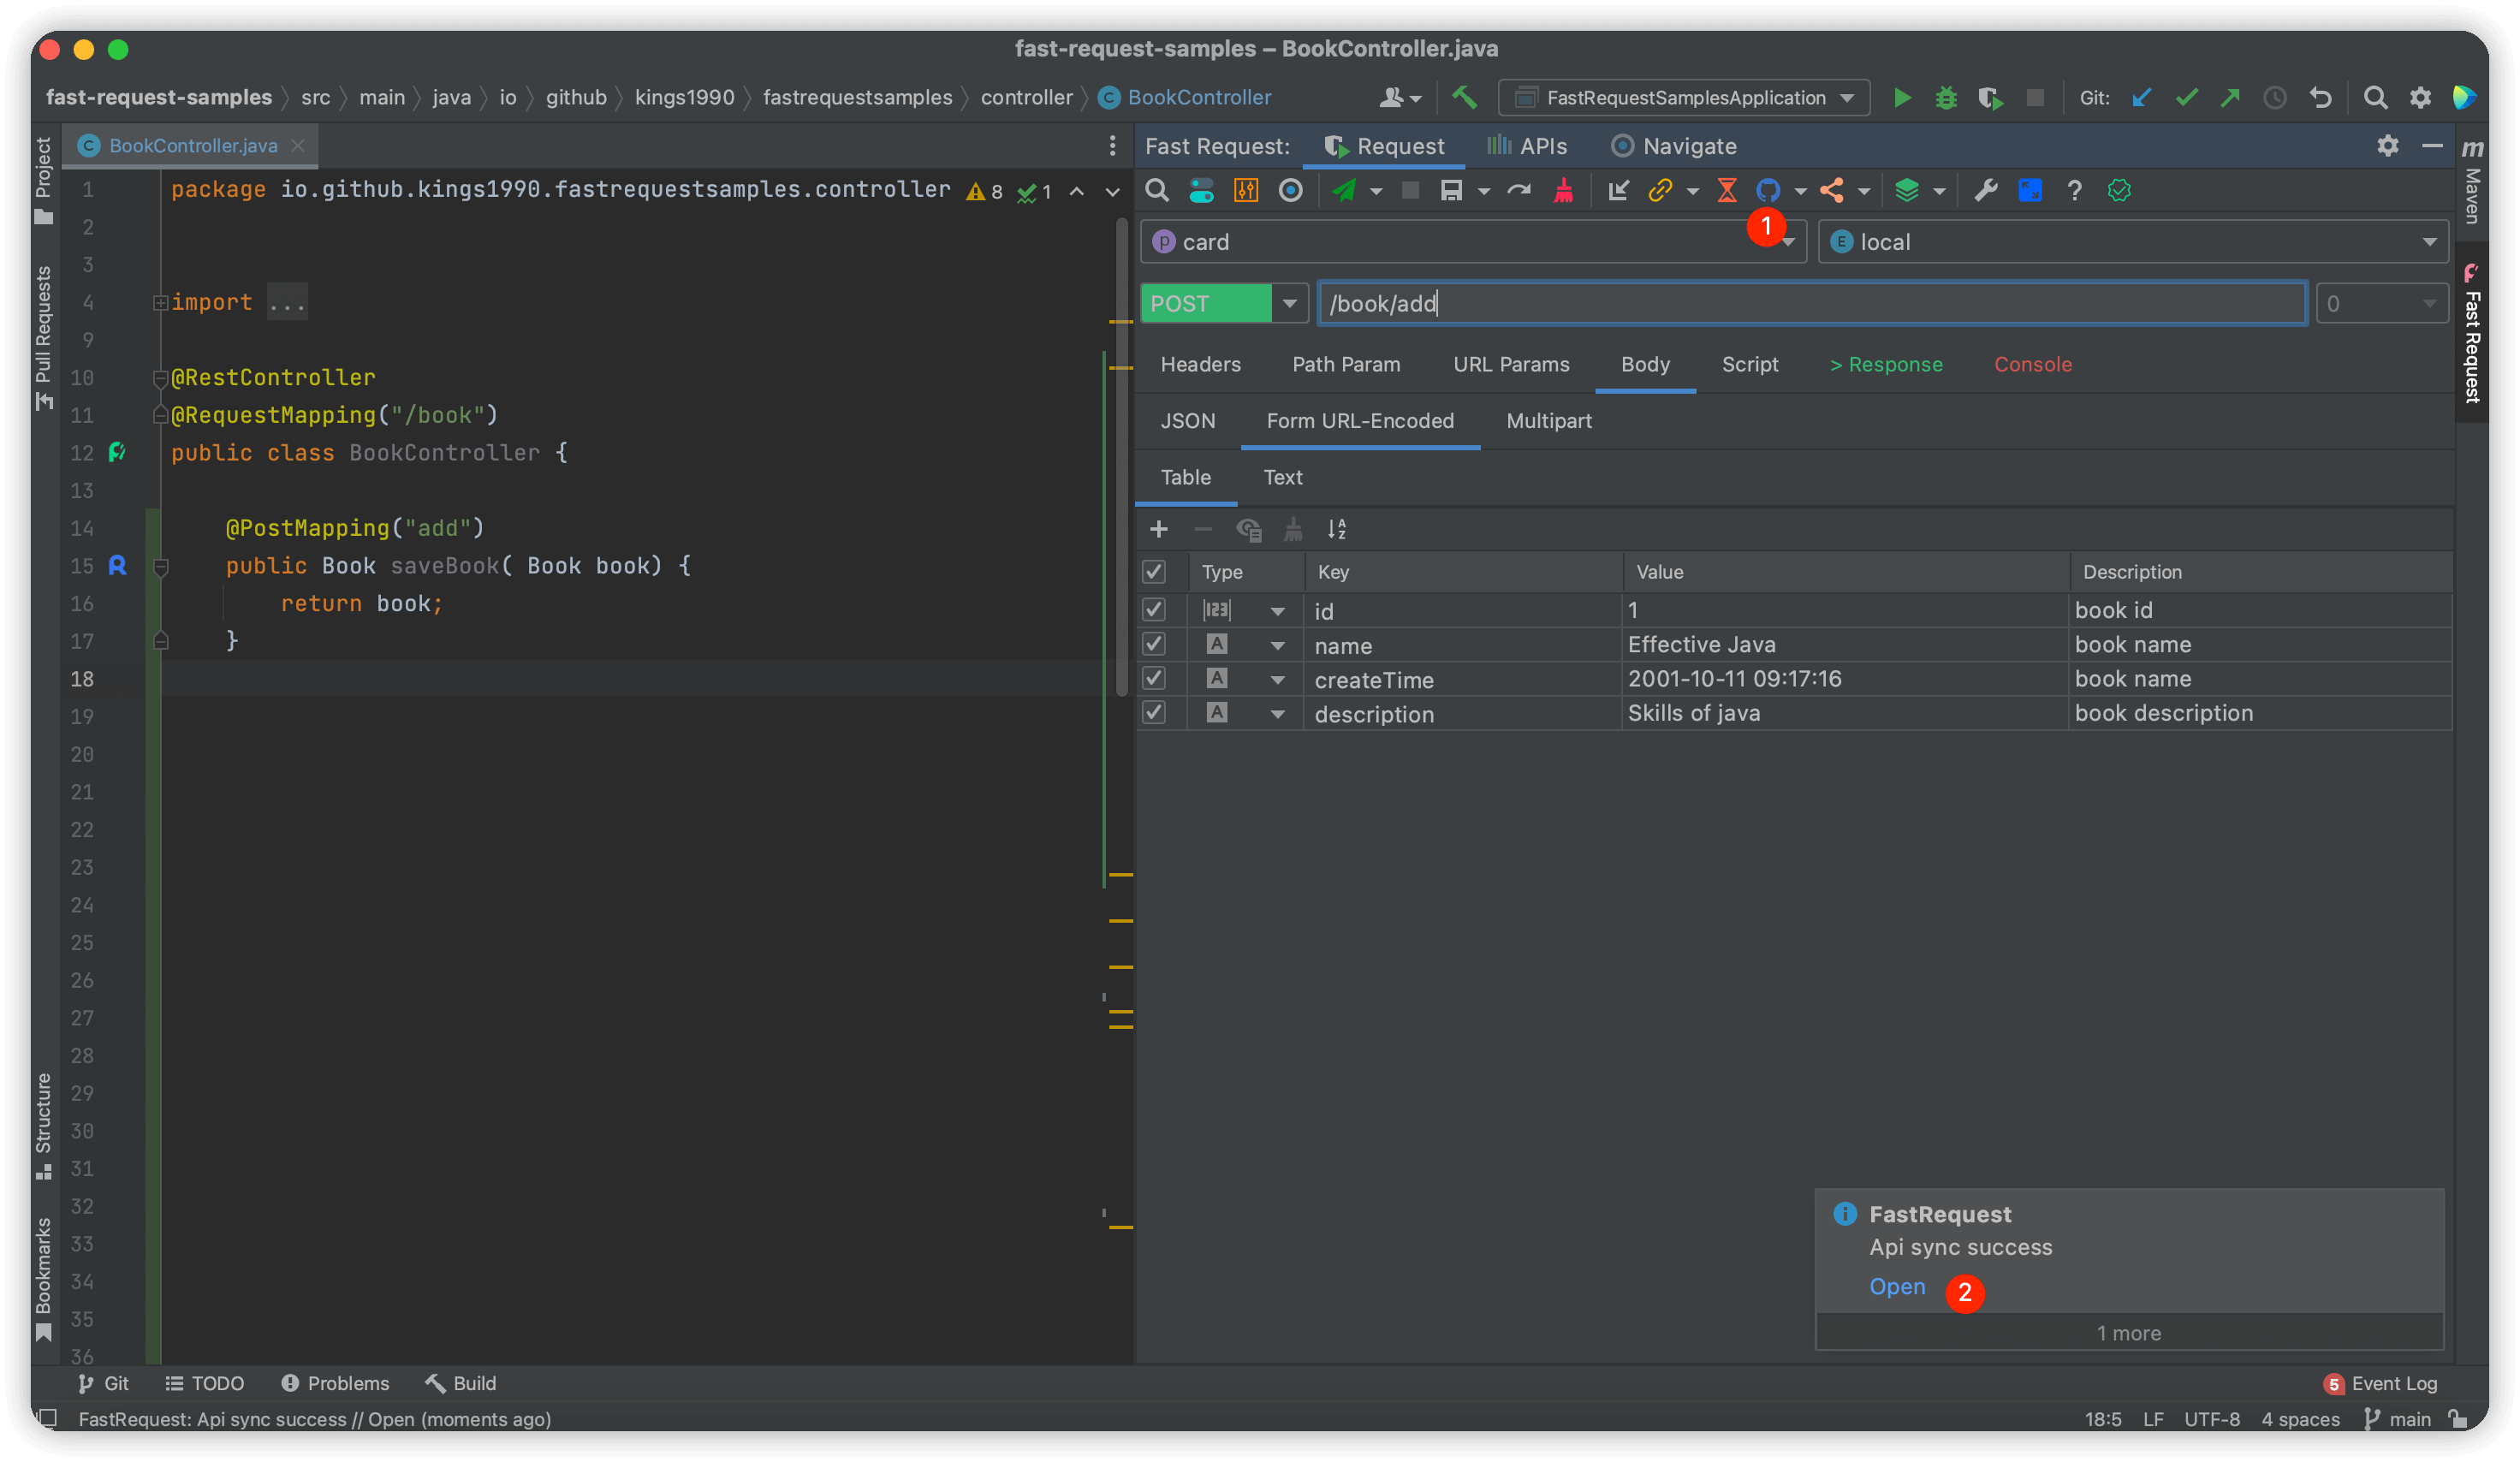 fast-request-samples – BookController.java
fast-request-samples 〉 src 〉 main 〉 java 〉 io 〉 github 〉 kings1990 〉 fastrequestsamples 〉 controller 〉 C BookController
FastRequestSamplesApplication
Git:
Project
Pull Requests
Structure
Bookmarks
C BookController.java
1 package io.github.kings1990.fastrequestsamples.controller
8 1
2
3
4 import ...
9
10 @RestController
11 @RequestMapping("/book")
12 public class BookController {
13
14 @PostMapping("add")
15 public Book saveBook( Book book) {
16 return book;
17 }
18
19
20
21
22
23
24
25
26
27
28
29
30
31
32
33
34
35
36
Fast Request: Request APIs Navigate
1
p card
E local
POST /book/add 0
Headers Path Param URL Params Body Script > Response Console
JSON Form URL-Encoded Multipart
Table Text
Type Key Value Description
123 id 1 book id
A name Effective Java book name
A createTime 2001-10-11 09:17:16 book name
A description Skills of java book description
FastRequest
Api sync success
Open 2
1 more
m Maven
Fast Request
Git TODO Problems Build
5 Event Log
FastRequest: Api sync success // Open (moments ago)
18:5 LF UTF-8 4 spaces main